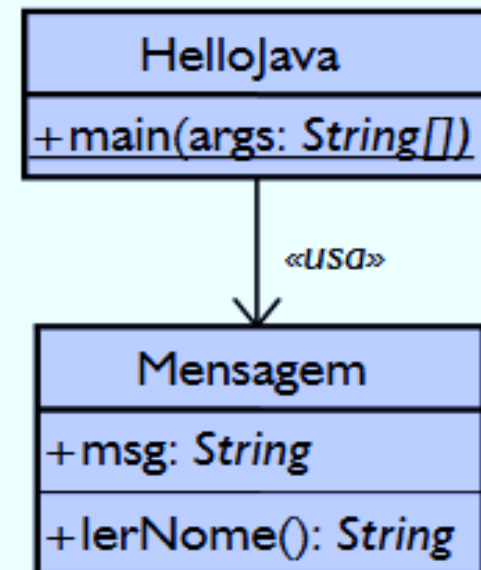 HelloJava
+main(args: String[])
«usa»
Mensagem
+msg: String
+lerNome(): String